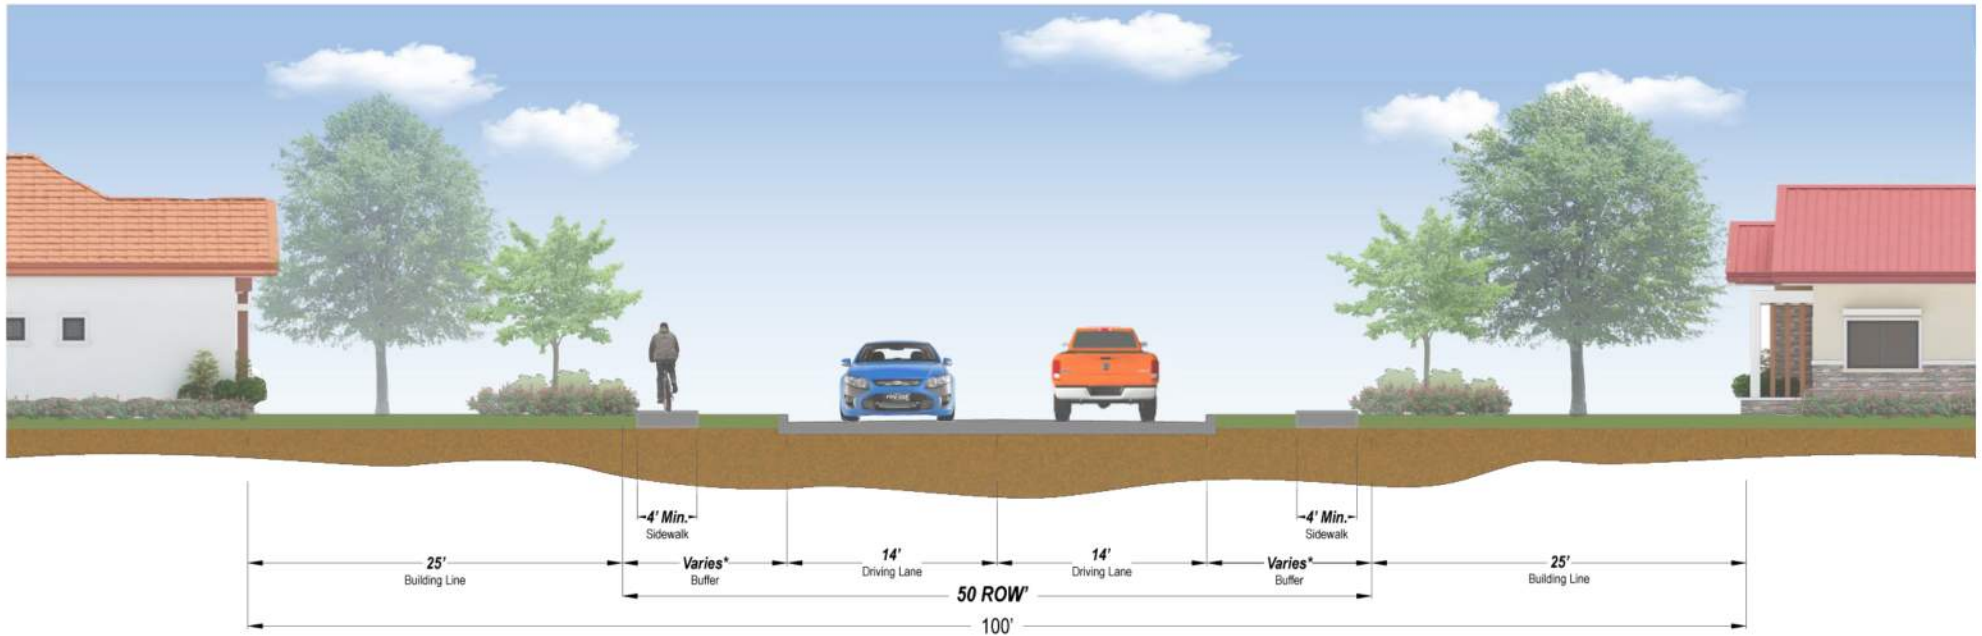 4' Min.
Sidewalk
4' Min.
Sidewalk
25'
Building Line
Varies*
Buffer
14'
Driving Lane
14'
Driving Lane
Varies*
Buffer
25'
Building Line
50 ROW'
100'